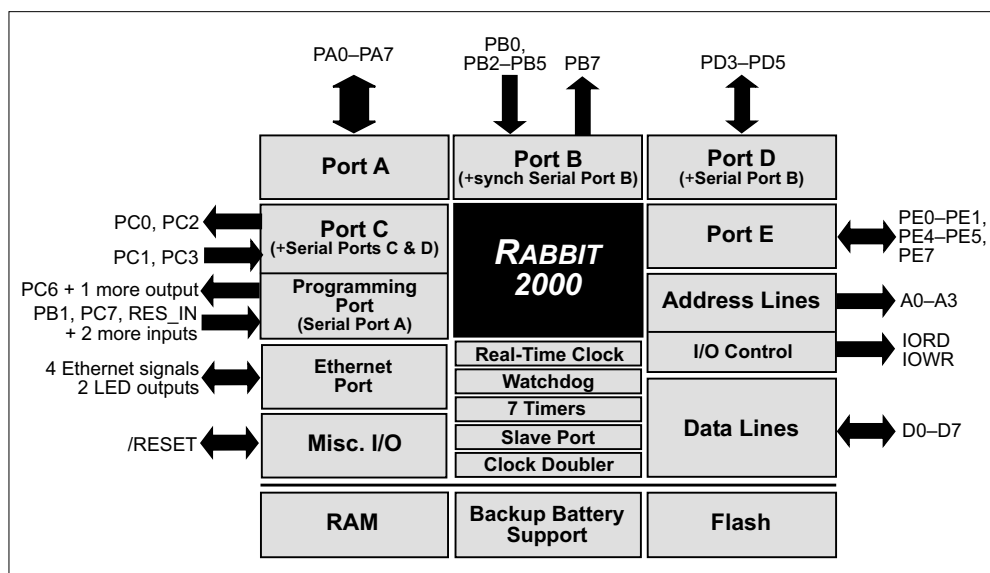 PA0–PA7
PB0,
PB2–PB5
PB7
PD3–PD5
Port A
Port B
(+synch Serial Port B)
Port D
(+Serial Port B)
PC0, PC2
PC1, PC3
Port C
(+Serial Ports C & D)
RABBIT
2000
Port E
PE0–PE1,
PE4–PE5,
PE7
PC6 + 1 more output
PB1, PC7, RES_IN
+ 2 more inputs
Programming
Port
(Serial Port A)
Address Lines
A0–A3
I/O Control
IORD
IOWR
4 Ethernet signals
2 LED outputs
Ethernet
Port
Real-Time Clock
Watchdog
7 Timers
Slave Port
Clock Doubler
/RESET
Misc. I/O
Data Lines
D0–D7
RAM
Backup Battery
Support
Flash